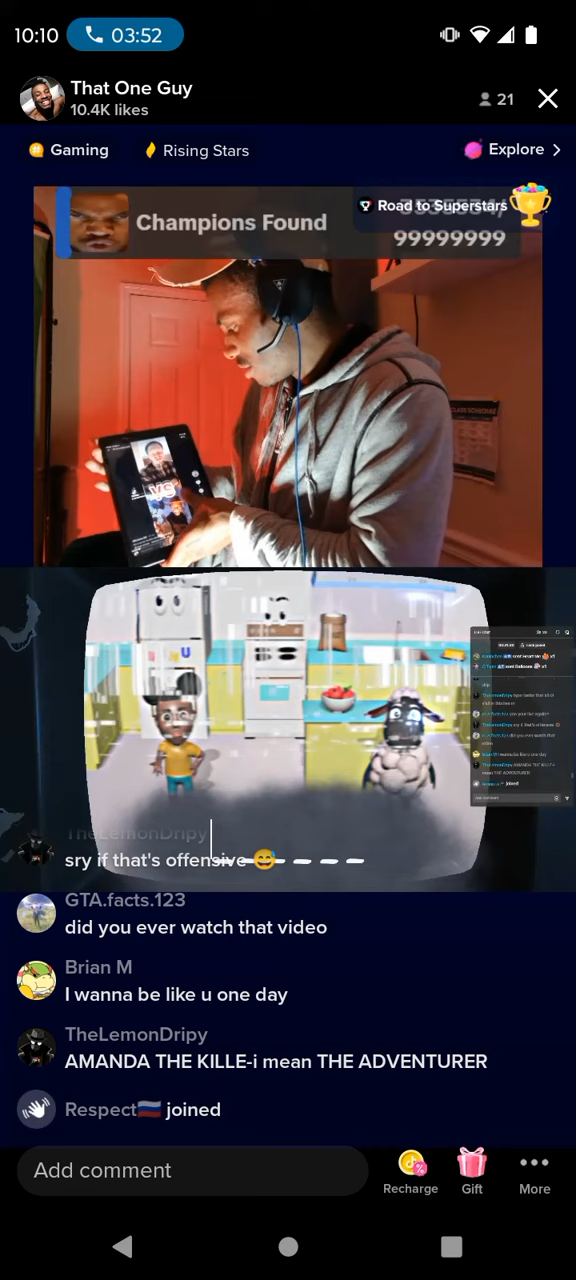 10:10 03:52
That One Guy
10.4K likes
21
Gaming
Rising Stars
Explore
Champions Found
Road to Superstars
99999999
VS
TheLemonDripy
sry if that's offensive 😅
GTA.facts.123
did you ever watch that video
Brian M
I wanna be like u one day
TheLemonDripy
AMANDA THE KILLE-i mean THE ADVENTURER
Respect🇷🇺 joined
Add comment
Recharge
Gift
More